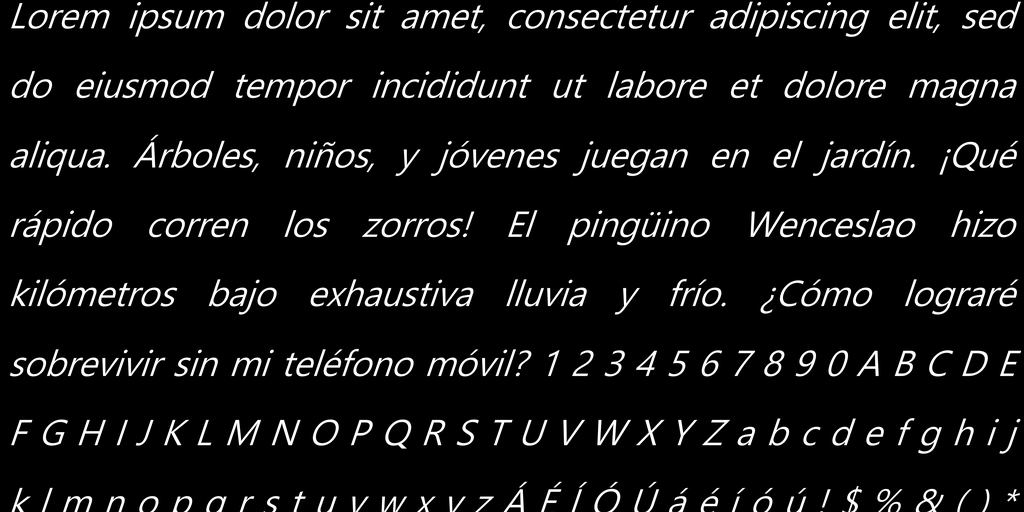 Lorem ipsum dolor sit amet, consectetur adipiscing elit, sed
do eiusmod tempor incididunt ut labore et dolore magna
aliqua. Árboles, niños, y jóvenes juegan en el jardín. ¡Qué
rápido corren los zorros! El pingüino Wenceslao hizo
kilómetros bajo exhaustiva lluvia y frío. ¿Cómo lograré
sobrevivir sin mi teléfono móvil? 1 2 3 4 5 6 7 8 9 0 A B C D E
F G H I J K L M N O P Q R S T U V W X Y Z a b c d e f g h i j
k l m n o p q r s t u v w x y z Á É Í Ó Ú á é í ó ú ! $ % & ( ) *